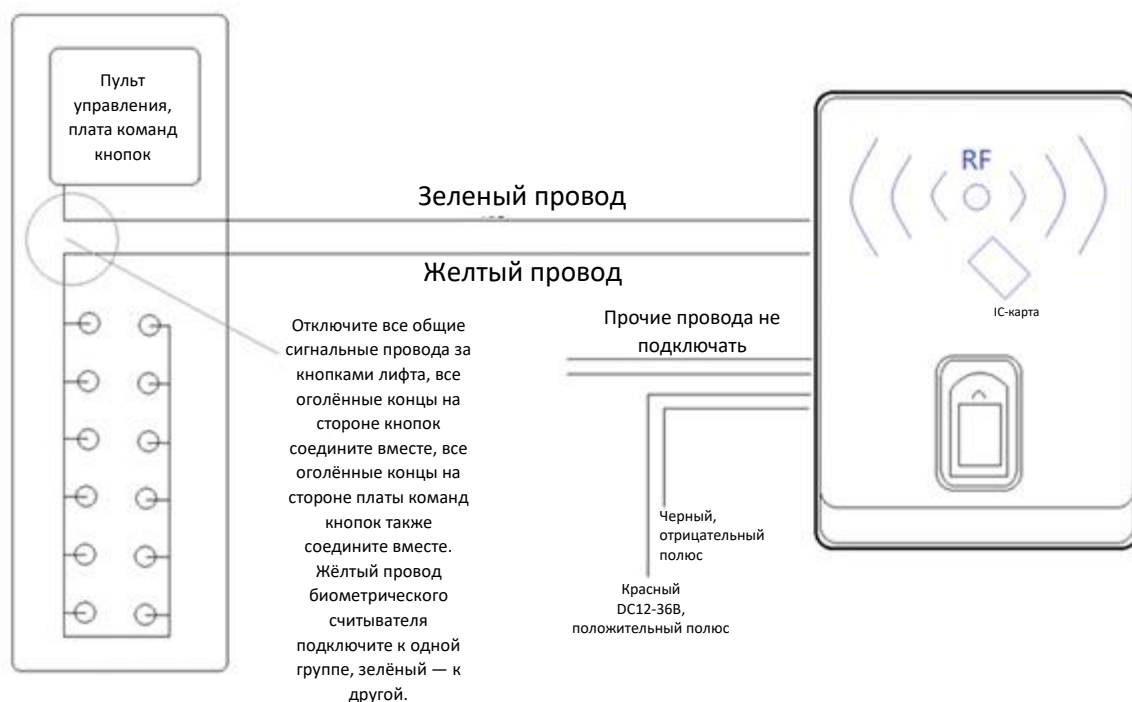 Пульт
управления,
плата команд
кнопок
Зеленый провод
Желтый провод
RF
IC-карта
Отключите все общие
сигнальные провода за
кнопками лифта, все
оголённые концы на
стороне кнопок
соедините вместе, все
оголённые концы на
стороне платы команд
кнопок также
соедините вместе.
Жёлтый провод
биометрического
считывателя
подключите к одной
группе, зелёный — к
другой.
Прочие провода не
подключать
Черный,
отрицательный
полюс
Красный
DC12-36В,
положительный полюс